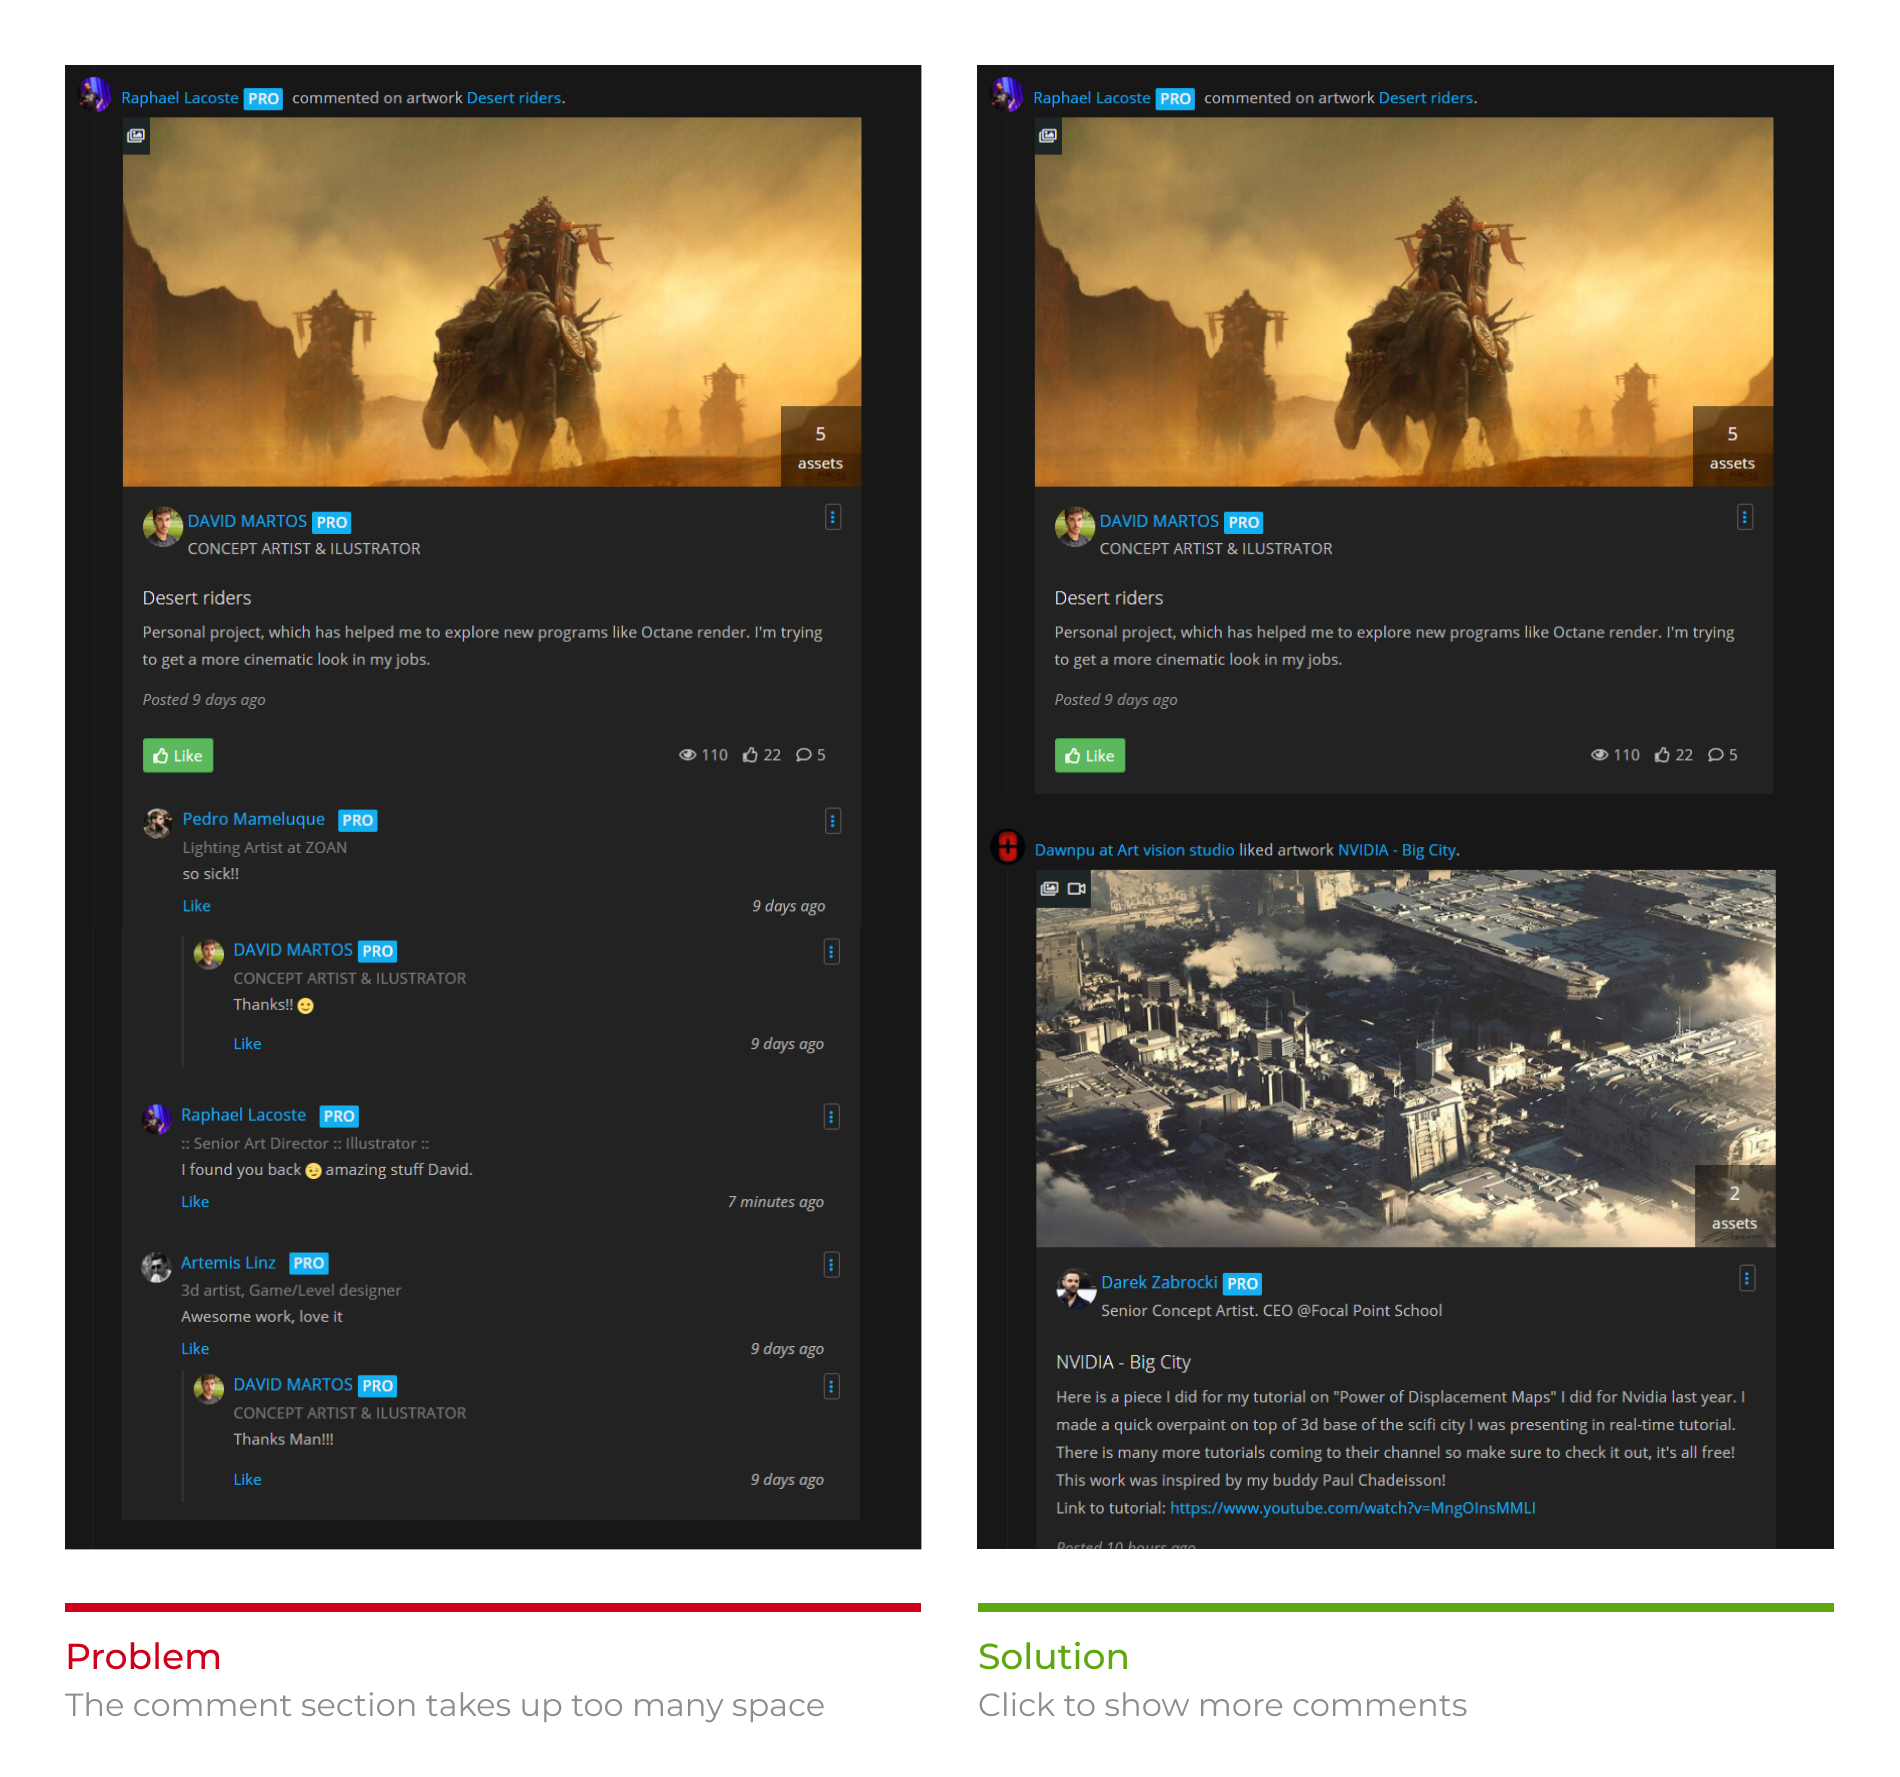 Raphael Lacoste PRO commented on artwork Desert riders.
5
assets
DAVID MARTOS PRO
CONCEPT ARTIST & ILUSTRATOR
Desert riders
Personal project, which has helped me to explore new programs like Octane render. I'm trying
to get a more cinematic look in my jobs.
Posted 9 days ago
Like 110 22 5
Pedro Mameluque PRO
Lighting Artist at ZOAN
so sick!!
Like 9 days ago
DAVID MARTOS PRO
CONCEPT ARTIST & ILUSTRATOR
Thanks!! 🙂
Like 9 days ago
Raphael Lacoste PRO
:: Senior Art Director :: Illustrator ::
I found you back 😉 amazing stuff David.
Like 7 minutes ago
Artemis Linz PRO
3d artist, Game/Level designer
Awesome work, love it
Like 9 days ago
DAVID MARTOS PRO
CONCEPT ARTIST & ILUSTRATOR
Thanks Man!!!
Like 9 days ago
Problem
The comment section takes up too many space
Raphael Lacoste PRO commented on artwork Desert riders.
5
assets
DAVID MARTOS PRO
CONCEPT ARTIST & ILUSTRATOR
Desert riders
Personal project, which has helped me to explore new programs like Octane render. I'm trying
to get a more cinematic look in my jobs.
Posted 9 days ago
Like 110 22 5
Dawnpu at Art vision studio liked artwork NVIDIA - Big City.
2
assets
Darek Zabrocki PRO
Senior Concept Artist. CEO @Focal Point School
NVIDIA - Big City
Here is a piece I did for my tutorial on "Power of Displacement Maps" I did for Nvidia last year. I
made a quick overpaint on top of 3d base of the scifi city I was presenting in real-time tutorial.
There is many more tutorials coming to their channel so make sure to check it out, it's all free!
This work was inspired by my buddy Paul Chadeisson!
Link to tutorial: https://www.youtube.com/watch?v=MngOInsMMLI
Posted 10 hours ago
Solution
Click to show more comments